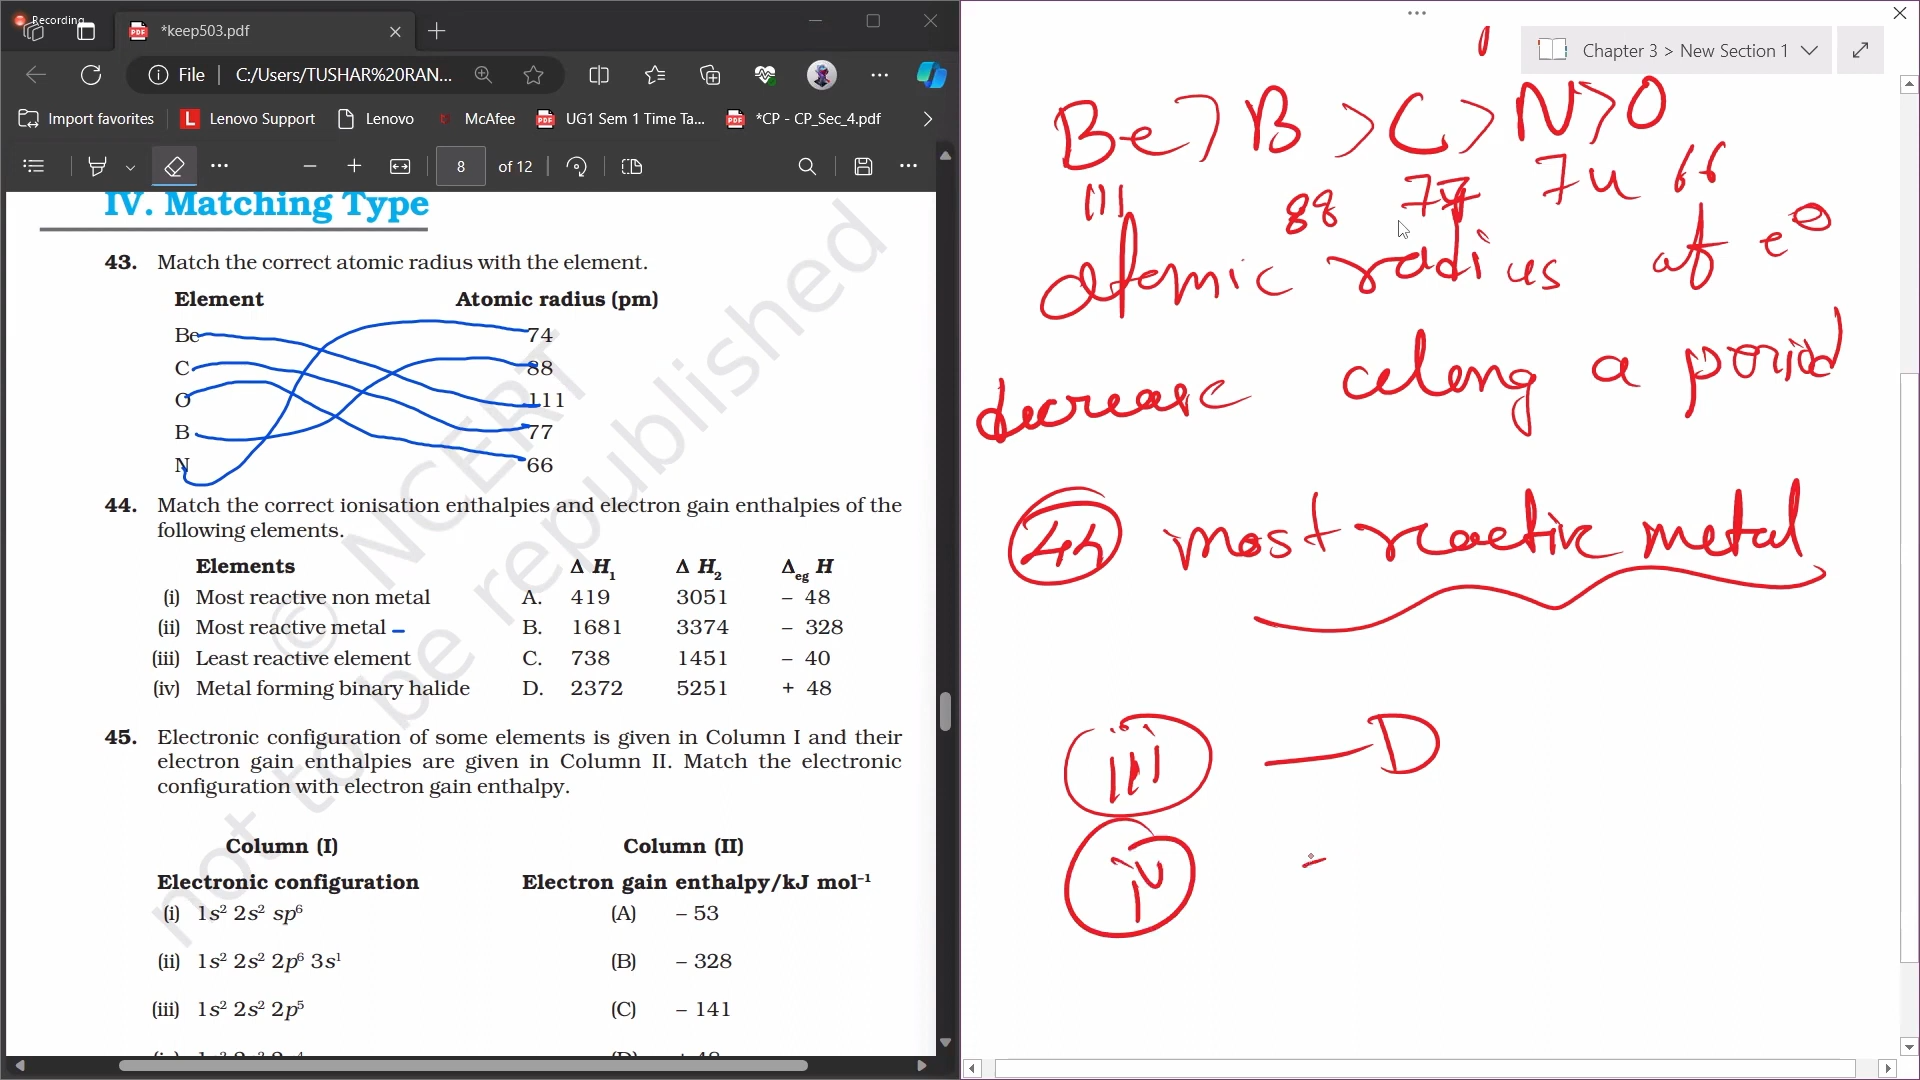 Recording
*keep503.pdf
File C:/Users/TUSHAR%20RAN...
Import favorites Lenovo Support Lenovo McAfee UG1 Sem 1 Time Ta... *CP - CP_Sec_4.pdf
8 of 12
IV. Matching Type
43. Match the correct atomic radius with the element.
Element Atomic radius (pm)
Be 74
C 88
O 111
B 77
N 66
44. Match the correct ionisation enthalpies and electron gain enthalpies of the
following elements.
Elements Δ H₁ Δ H₂ Δeg H
(i) Most reactive non metal A. 419 3051 – 48
(ii) Most reactive metal B. 1681 3374 – 328
(iii) Least reactive element C. 738 1451 – 40
(iv) Metal forming binary halide D. 2372 5251 + 48
45. Electronic configuration of some elements is given in Column I and their
electron gain enthalpies are given in Column II. Match the electronic
configuration with electron gain enthalpy.
Column (I) Column (II)
Electronic configuration Electron gain enthalpy/kJ mol⁻¹
(i) 1s² 2s² sp⁶ (A) – 53
(ii) 1s² 2s² 2p⁶ 3s¹ (B) – 328
(iii) 1s² 2s² 2p⁵ (C) – 141
© NCERT
not to be republished
Chapter 3 > New Section 1
Be > B > C > N > O
111 88 77 74 66
atomic radius of e⊖
decrease along a period
44 most reactive metal
iii — D
iv -